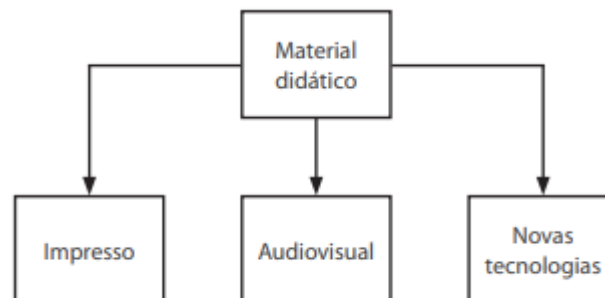 Material
didático
Impresso
Audiovisual
Novas
tecnologias